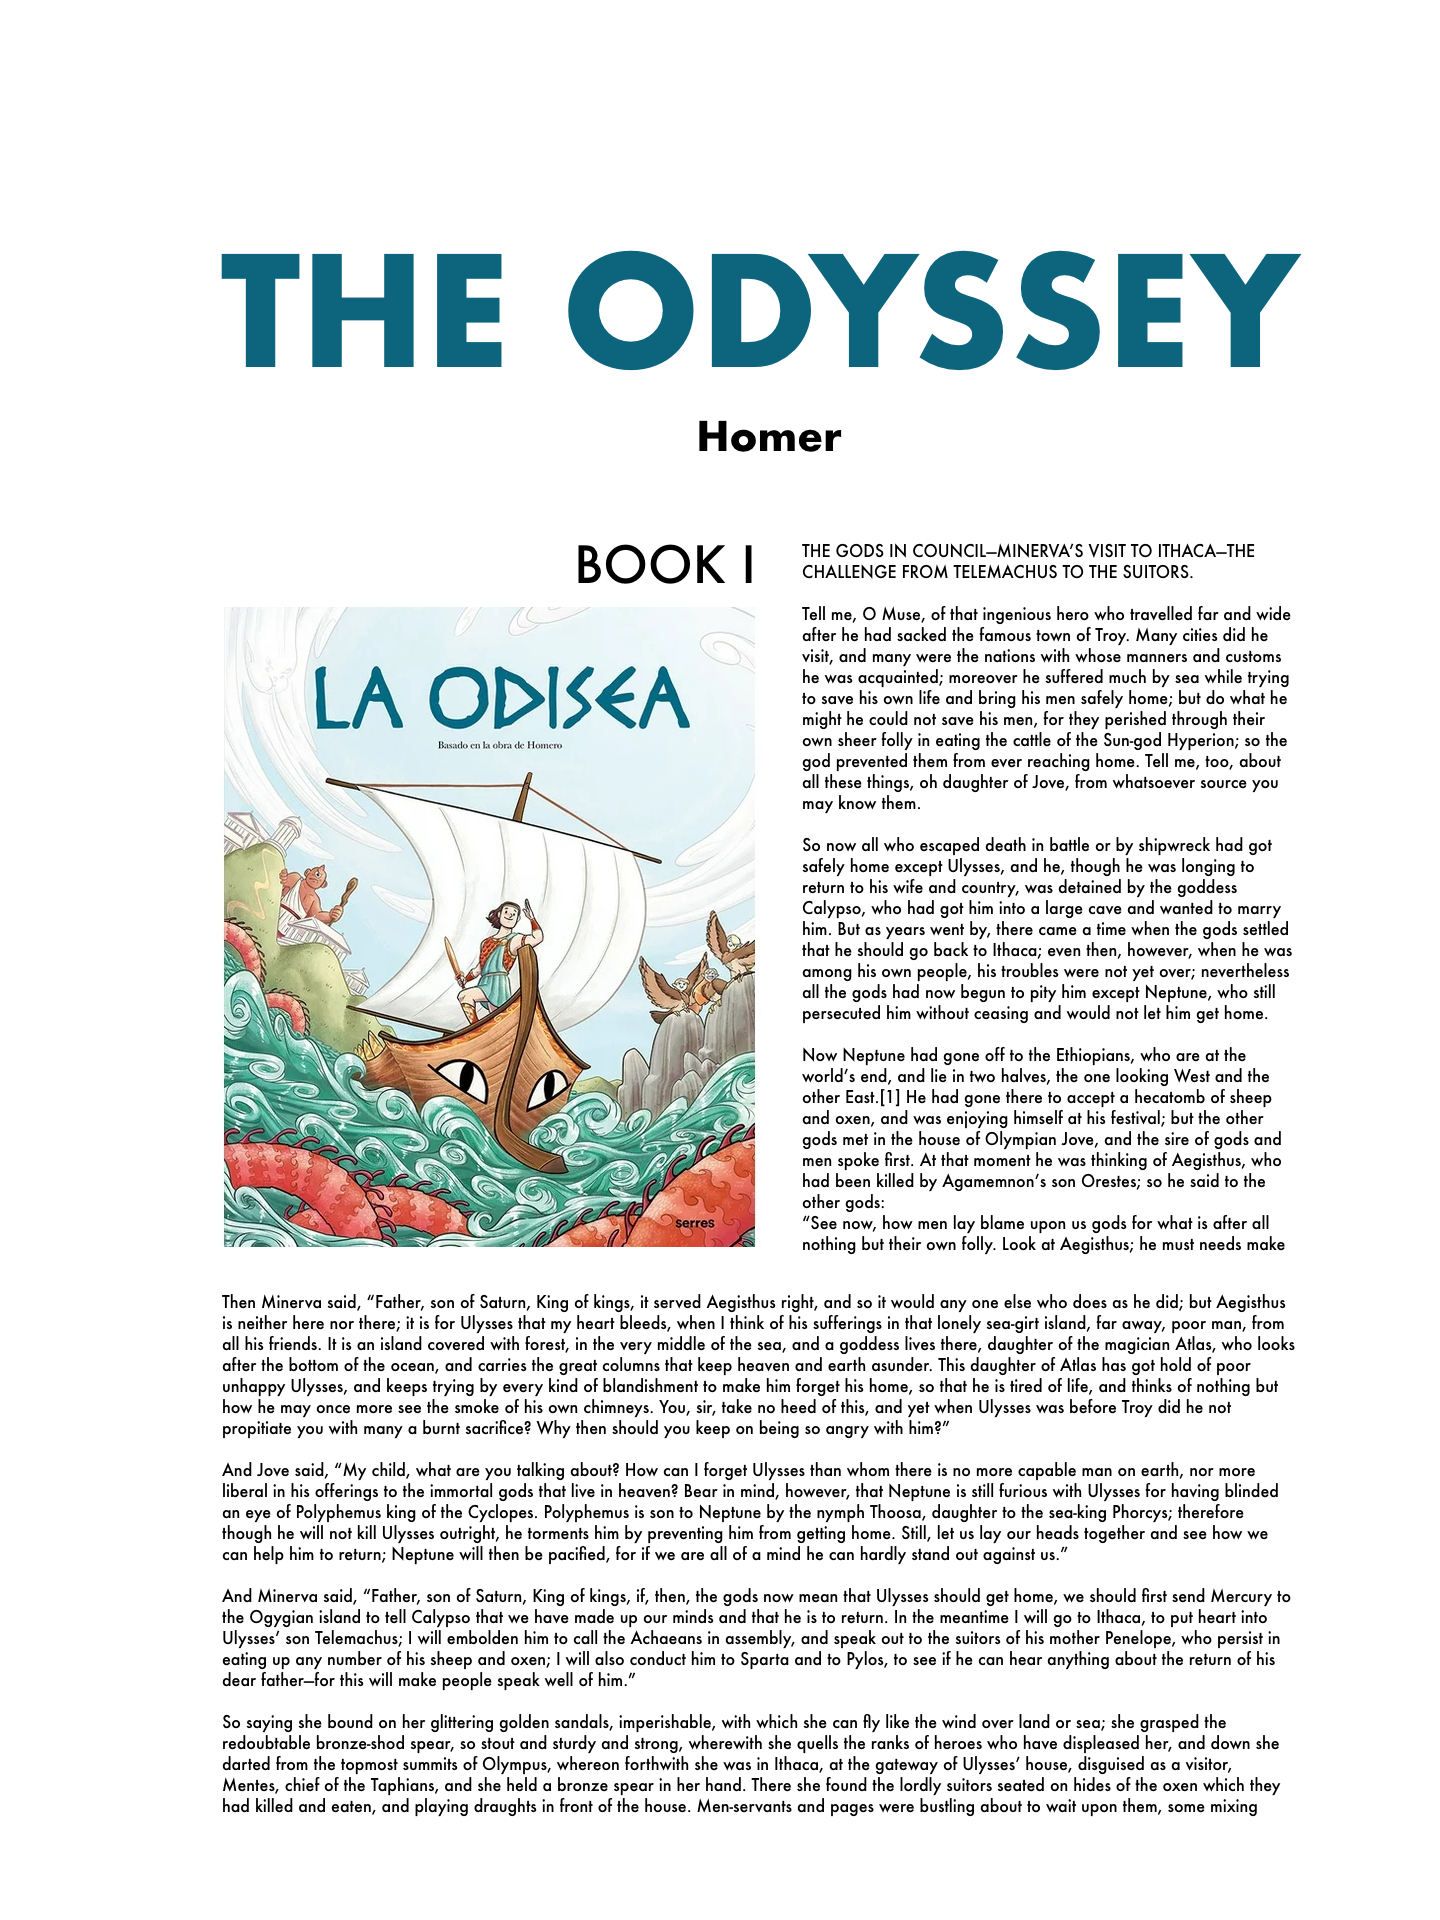 THE ODYSSEY
Homer
BOOK I
LA ODISEA
Basado en la obra de Homero
serres
THE GODS IN COUNCIL—MINERVA’S VISIT TO ITHACA—THE
CHALLENGE FROM TELEMACHUS TO THE SUITORS.
Tell me, O Muse, of that ingenious hero who travelled far and wide
after he had sacked the famous town of Troy. Many cities did he
visit, and many were the nations with whose manners and customs
he was acquainted; moreover he suffered much by sea while trying
to save his own life and bring his men safely home; but do what he
might he could not save his men, for they perished through their
own sheer folly in eating the cattle of the Sun-god Hyperion; so the
god prevented them from ever reaching home. Tell me, too, about
all these things, oh daughter of Jove, from whatsoever source you
may know them.
So now all who escaped death in battle or by shipwreck had got
safely home except Ulysses, and he, though he was longing to
return to his wife and country, was detained by the goddess
Calypso, who had got him into a large cave and wanted to marry
him. But as years went by, there came a time when the gods settled
that he should go back to Ithaca; even then, however, when he was
among his own people, his troubles were not yet over; nevertheless
all the gods had now begun to pity him except Neptune, who still
persecuted him without ceasing and would not let him get home.
Now Neptune had gone off to the Ethiopians, who are at the
world’s end, and lie in two halves, the one looking West and the
other East.[1] He had gone there to accept a hecatomb of sheep
and oxen, and was enjoying himself at his festival; but the other
gods met in the house of Olympian Jove, and the sire of gods and
men spoke first. At that moment he was thinking of Aegisthus, who
had been killed by Agamemnon’s son Orestes; so he said to the
other gods:
“See now, how men lay blame upon us gods for what is after all
nothing but their own folly. Look at Aegisthus; he must needs make
Then Minerva said, “Father, son of Saturn, King of kings, it served Aegisthus right, and so it would any one else who does as he did; but Aegisthus
is neither here nor there; it is for Ulysses that my heart bleeds, when I think of his sufferings in that lonely sea-girt island, far away, poor man, from
all his friends. It is an island covered with forest, in the very middle of the sea, and a goddess lives there, daughter of the magician Atlas, who looks
after the bottom of the ocean, and carries the great columns that keep heaven and earth asunder. This daughter of Atlas has got hold of poor
unhappy Ulysses, and keeps trying by every kind of blandishment to make him forget his home, so that he is tired of life, and thinks of nothing but
how he may once more see the smoke of his own chimneys. You, sir, take no heed of this, and yet when Ulysses was before Troy did he not
propitiate you with many a burnt sacrifice? Why then should you keep on being so angry with him?”
And Jove said, “My child, what are you talking about? How can I forget Ulysses than whom there is no more capable man on earth, nor more
liberal in his offerings to the immortal gods that live in heaven? Bear in mind, however, that Neptune is still furious with Ulysses for having blinded
an eye of Polyphemus king of the Cyclopes. Polyphemus is son to Neptune by the nymph Thoosa, daughter to the sea-king Phorcys; therefore
though he will not kill Ulysses outright, he torments him by preventing him from getting home. Still, let us lay our heads together and see how we
can help him to return; Neptune will then be pacified, for if we are all of a mind he can hardly stand out against us.”
And Minerva said, “Father, son of Saturn, King of kings, if, then, the gods now mean that Ulysses should get home, we should first send Mercury to
the Ogygian island to tell Calypso that we have made up our minds and that he is to return. In the meantime I will go to Ithaca, to put heart into
Ulysses’ son Telemachus; I will embolden him to call the Achaeans in assembly, and speak out to the suitors of his mother Penelope, who persist in
eating up any number of his sheep and oxen; I will also conduct him to Sparta and to Pylos, to see if he can hear anything about the return of his
dear father—for this will make people speak well of him.”
So saying she bound on her glittering golden sandals, imperishable, with which she can fly like the wind over land or sea; she grasped the
redoubtable bronze-shod spear, so stout and sturdy and strong, wherewith she quells the ranks of heroes who have displeased her, and down she
darted from the topmost summits of Olympus, whereon forthwith she was in Ithaca, at the gateway of Ulysses’ house, disguised as a visitor,
Mentes, chief of the Taphians, and she held a bronze spear in her hand. There she found the lordly suitors seated on hides of the oxen which they
had killed and eaten, and playing draughts in front of the house. Men-servants and pages were bustling about to wait upon them, some mixing